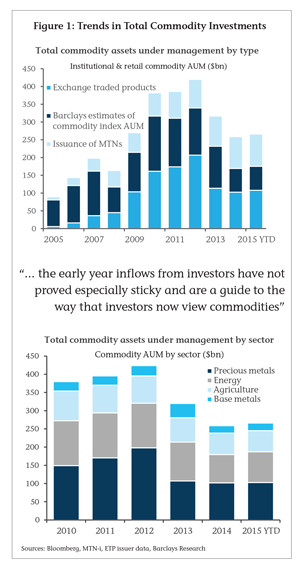 Figure 1: Trends in Total Commodity Investments
Total commodity assets under management by type
Institutional & retail commodity AUM ($bn)
450
400
350
300
250
200
150
100
50
0
Exchange traded products
Barclays estimates of
commodity index AUM
Issuance of MTNs
2005 2007 2009 2011 2013 2015 YTD
“... the early year inflows from investors have not
proved especially sticky and are a guide to the
way that investors now view commodities”
Total commodity assets under management by sector
Commodity AUM by sector ($bn)
450
400
350
300
250
200
150
100
50
0
Precious metals
Energy
Agriculture
Base metals
2010 2011 2012 2013 2014 2015 YTD
Sources: Bloomberg, MTN-i, ETP issuer data, Barclays Research